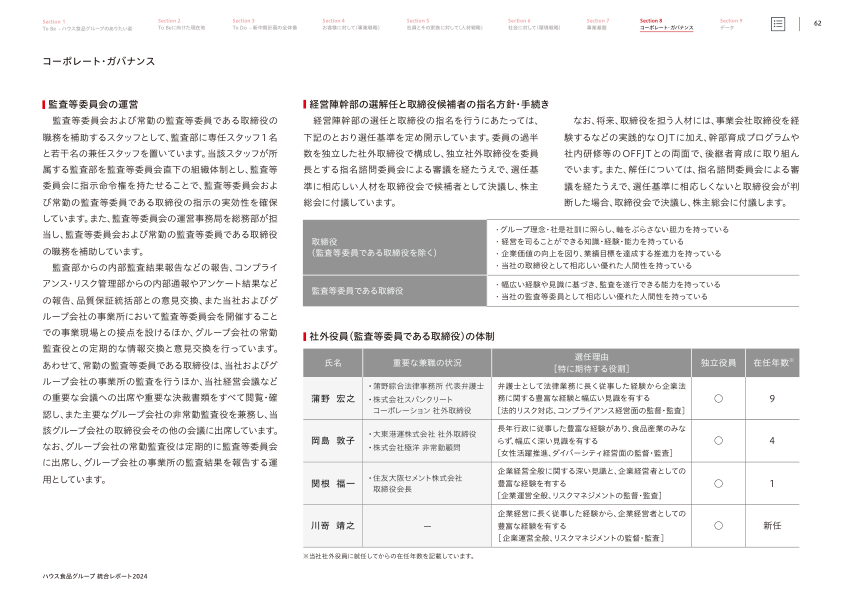 Section 1
To Be －ハウス食品グループのありたい姿
Section 2
To Beに向けた現在地
Section 3
To Do －新中期計画の全体像
Section 4
お客様に対して(事業戦略)
Section 5
社員とその家族に対して(人材戦略)
Section 6
社会に対して(環境戦略)
Section 7
事業基盤
Section 8
コーポレート・ガバナンス
Section 9
データ
62
コーポレート・ガバナンス
監査等委員会の運営
監査等委員会および常勤の監査等委員である取締役の
職務を補助するスタッフとして、監査部に専任スタッフ1名
と若干名の兼任スタッフを置いています。当該スタッフが所
属する監査部を監査等委員会直下の組織体制とし、監査等
委員会に指示命令権を持たせることで、監査等委員会およ
び常勤の監査等委員である取締役の指示の実効性を確保
しています。また、監査等委員会の運営事務局を総務部が担
当し、監査等委員会および常勤の監査等委員である取締役
の職務を補助しています。
監査部からの内部監査結果報告などの報告、コンプライ
アンス・リスク管理部からの内部通報やアンケート結果など
の報告、品質保証統括部との意見交換、また当社およびグ
ループ会社の事業所において監査等委員会を開催すること
での事業現場との接点を設けるほか、グループ会社の常勤
監査役との定期的な情報交換と意見交換を行っています。
あわせて、常勤の監査等委員である取締役は、当社およびグ
ループ会社の事業所の監査を行うほか、当社経営会議など
の重要な会議への出席や重要な決裁書類をすべて閲覧・確
認し、また主要なグループ会社の非常勤監査役を兼務し、当
該グループ会社の取締役会その他の会議に出席しています。
なお、グループ会社の常勤監査役は定期的に監査等委員会
に出席し、グループ会社の事業所の監査結果を報告する運
用としています。
経営陣幹部の選解任と取締役候補者の指名方針・手続き
経営陣幹部の選任と取締役の指名を行うにあたっては、
下記のとおり選任基準を定め開示しています。委員の過半
数を独立した社外取締役で構成し、独立社外取締役を委員
長とする指名諮問委員会による審議を経たうえで、選任基
準に相応しい人材を取締役会で候補者として決議し、株主
総会に付議しています。
なお、将来、取締役を担う人材には、事業会社取締役を経
験するなどの実践的なOJTに加え、幹部育成プログラムや
社内研修等のOFFJTとの両面で、後継者育成に取り組ん
でいます。また、解任については、指名諮問委員会による審
議を経たうえで、選任基準に相応しくないと取締役会が判
断した場合、取締役会で決議し、株主総会に付議します。
取締役
(監査等委員である取締役を除く)
・グループ理念・社是社訓に照らし、軸をぶらさない胆力を持っている
・経営を司ることができる知識・経験・能力を持っている
・企業価値の向上を図り、業績目標を達成する推進力を持っている
・当社の取締役として相応しい優れた人間性を持っている
監査等委員である取締役
・幅広い経験や見識に基づき、監査を遂行できる能力を持っている
・当社の監査等委員として相応しい優れた人間性を持っている
社外役員(監査等委員である取締役)の体制
氏名
重要な兼職の状況
選任理由
[特に期待する役割]
独立役員
在任年数※
蒲野 宏之
・蒲野綜合法律事務所 代表弁護士
・株式会社スパンクリート
コーポレーション 社外取締役
弁護士として法律業務に長く従事した経験から企業法
務に関する豊富な経験と幅広い見識を有する
[法的リスク対応、コンプライアンス経営面の監督・監査]
○
9
岡島 敦子
・大東港運株式会社 社外取締役
・株式会社極洋 非常勤顧問
長年行政に従事した豊富な経験があり、食品産業のみな
らず、幅広く深い見識を有する
[女性活躍推進、ダイバーシティ経営面の監督・監査]
○
4
関根 福一
・住友大阪セメント株式会社
取締役会長
企業経営全般に関する深い見識と、企業経営者としての
豊富な経験を有する
[企業運営全般、リスクマネジメントの監督・監査]
○
1
川嵜 靖之
－
企業経営に長く従事した経験から、企業経営者としての
豊富な経験を有する
[企業運営全般、リスクマネジメントの監督・監査]
○
新任
※当社社外役員に就任してからの在任年数を記載しています。
ハウス食品グループ 統合レポート2024